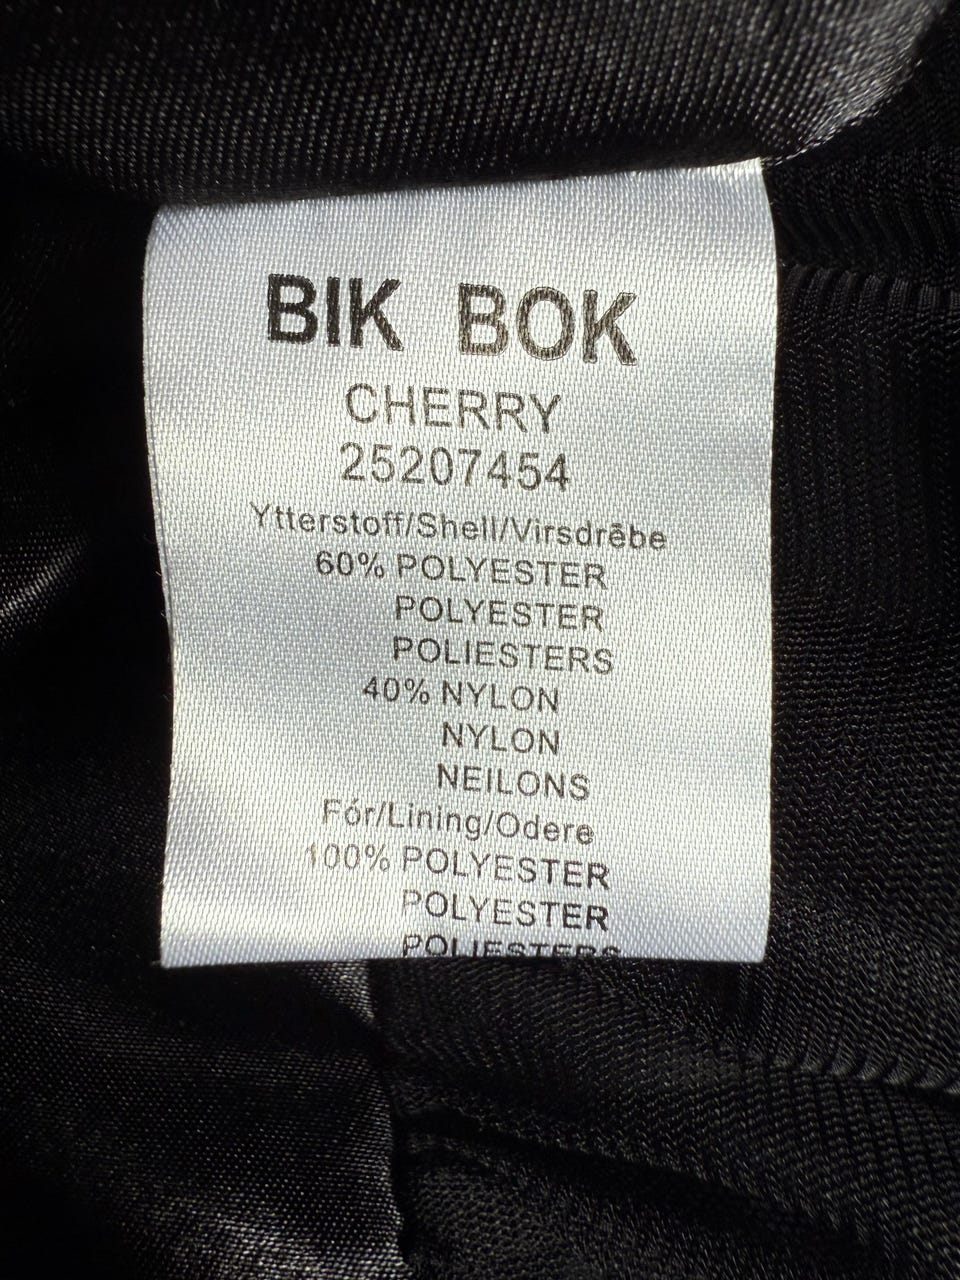 BIK BOK
CHERRY
25207454
Ytterstoff/Shell/Virsdrēbe
60% POLYESTER
POLYESTER
POLIESTERS
40% NYLON
NYLON
NEILONS
Fór/Lining/Odere
100% POLYESTER
POLYESTER
POLIESTERS